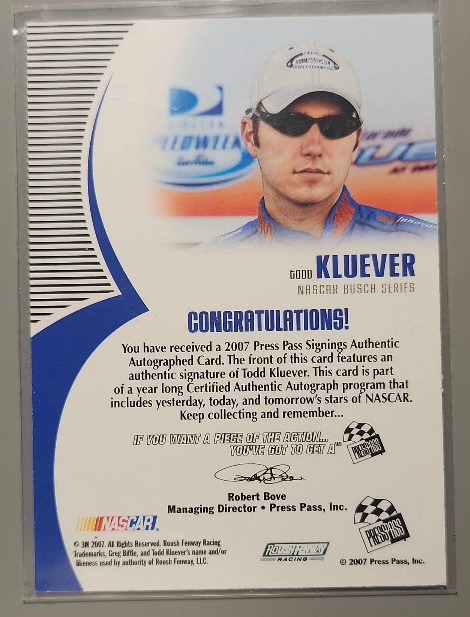 SPEEDWEEK
TODD KLUEVER
NASCAR BUSCH SERIES
CONGRATULATIONS!
You have received a 2007 Press Pass Signings Authentic
Autographed Card. The front of this card features an
authentic signature of Todd Kluever. This card is part
of a year long Certified Authentic Autograph program that
includes yesterday, today, and tomorrow's stars of NASCAR.
Keep collecting and remember...
IF YOU WANT A PIECE OF THE ACTION...
YOU'VE GOT TO GET A™
PRESS PASS
Robert Bove
Managing Director • Press Pass, Inc.
NASCAR.
PRESS PASS
© 3M 2007. All Rights Reserved. Roush Fenway Racing
Trademarks, Greg Biffle, and Todd Kluever's name and/or
likeness used by authority of Roush Fenway, LLC.
ROUSH FENWAY
RACING
© 2007 Press Pass, Inc.